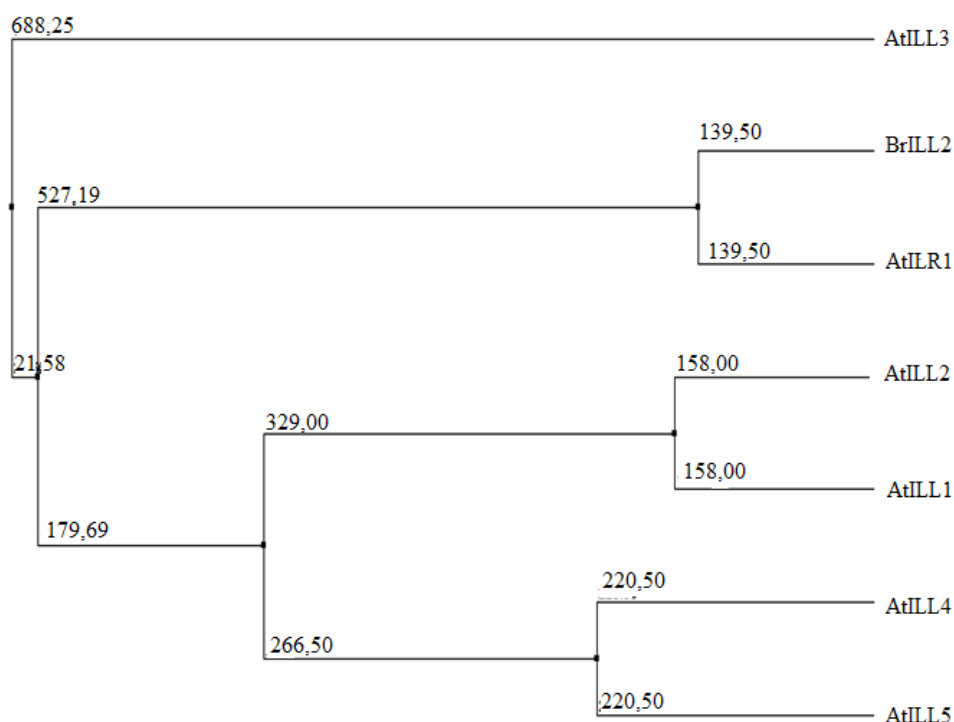 688,25
AtILL3
139,50
BrILL2
527,19
139,50
AtILR1
21,58
158,00
AtILL2
329,00
158,00
AtILL1
179,69
220,50
AtILL4
266,50
220,50
AtILL5